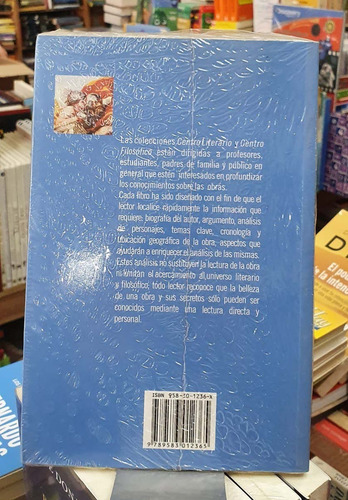 Las colecciones Centro Literario y Centro
Filosófico están dirigidas a profesores,
estudiantes, padres de familia y público en
general que estén interesados en profundizar
los conocimientos sobre las obras.
Cada libro ha sido diseñado con el fin de que el
lector localice rápidamente la información que
requiere: biografía del autor, argumento, análisis
de personajes, temas clave, cronología y
ubicación geográfica de la obra, aspectos que
ayudarán a enriquecer el análisis de las mismas.
Estos análisis no sustituyen la lectura de la obra
ni limitan el acercamiento al universo literario
y filosófico; todo lector reconoce que la belleza
de una obra y sus secretos sólo pueden ser
conocidos mediante una lectura directa y
personal.
ISBN 958-30-1236-X
9 789583 012365